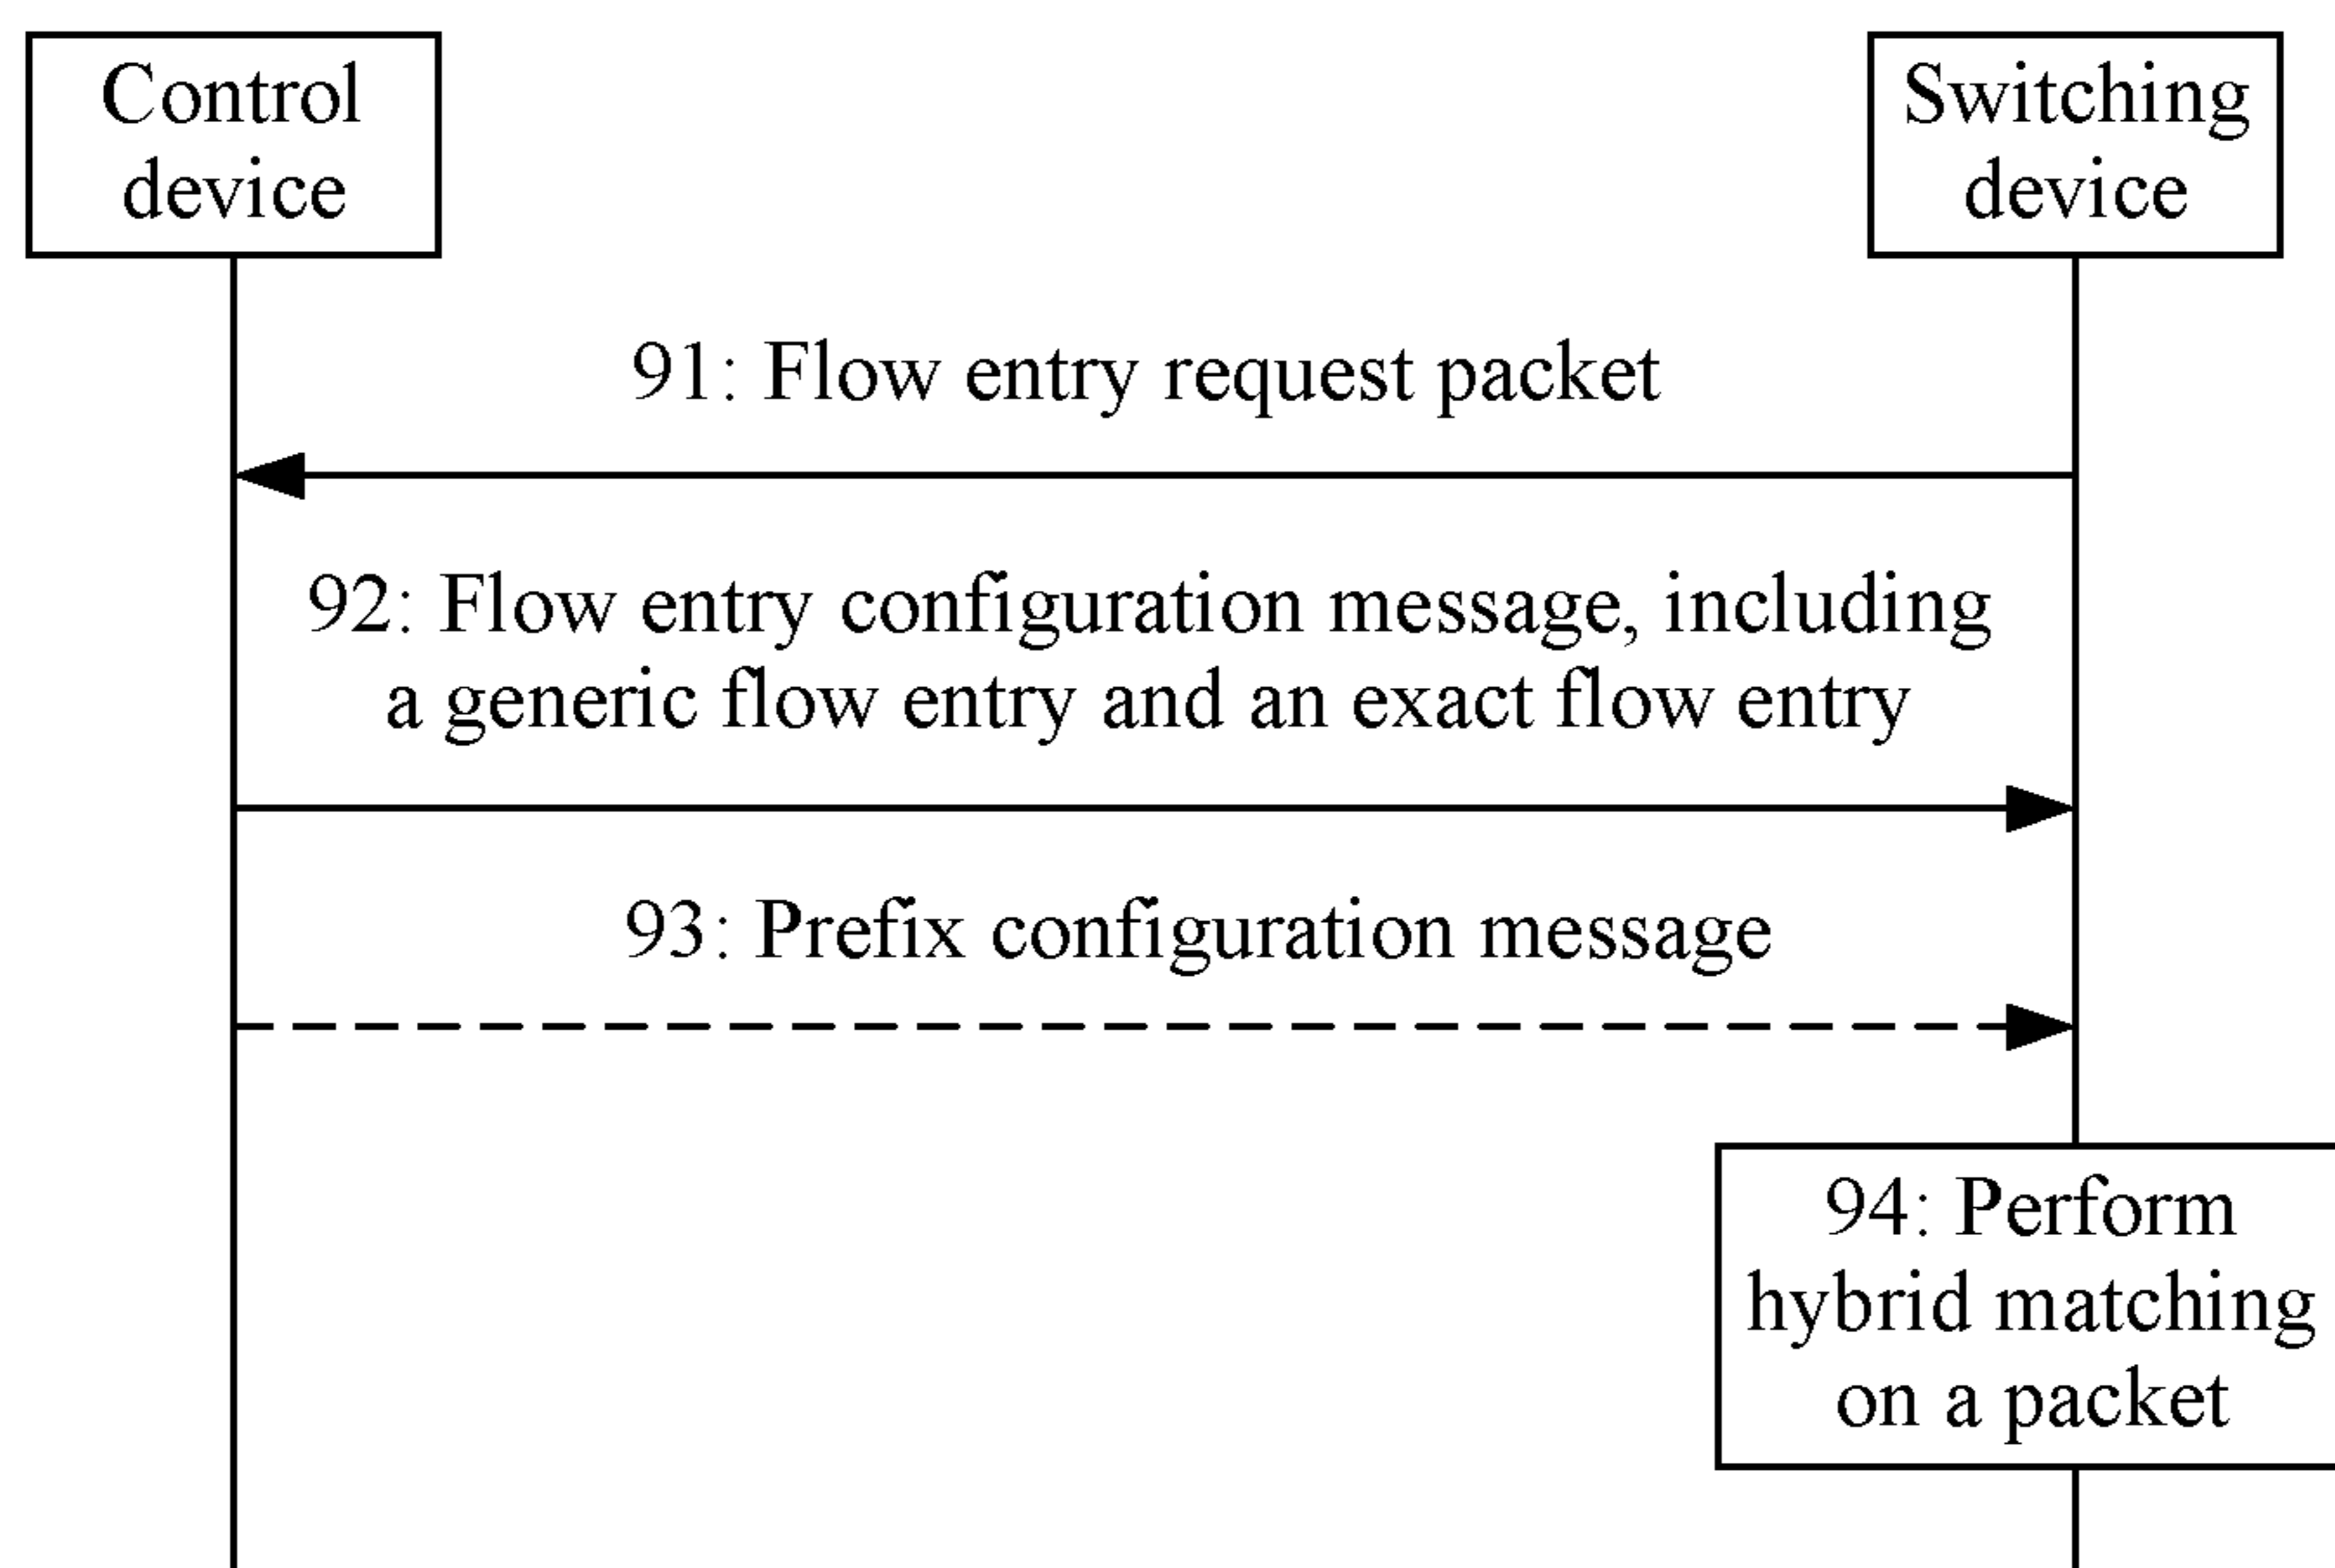 Control
device
Switching
device
91: Flow entry request packet
92: Flow entry configuration message, including
a generic flow entry and an exact flow entry
93: Prefix configuration message
94: Perform
hybrid matching
on a packet